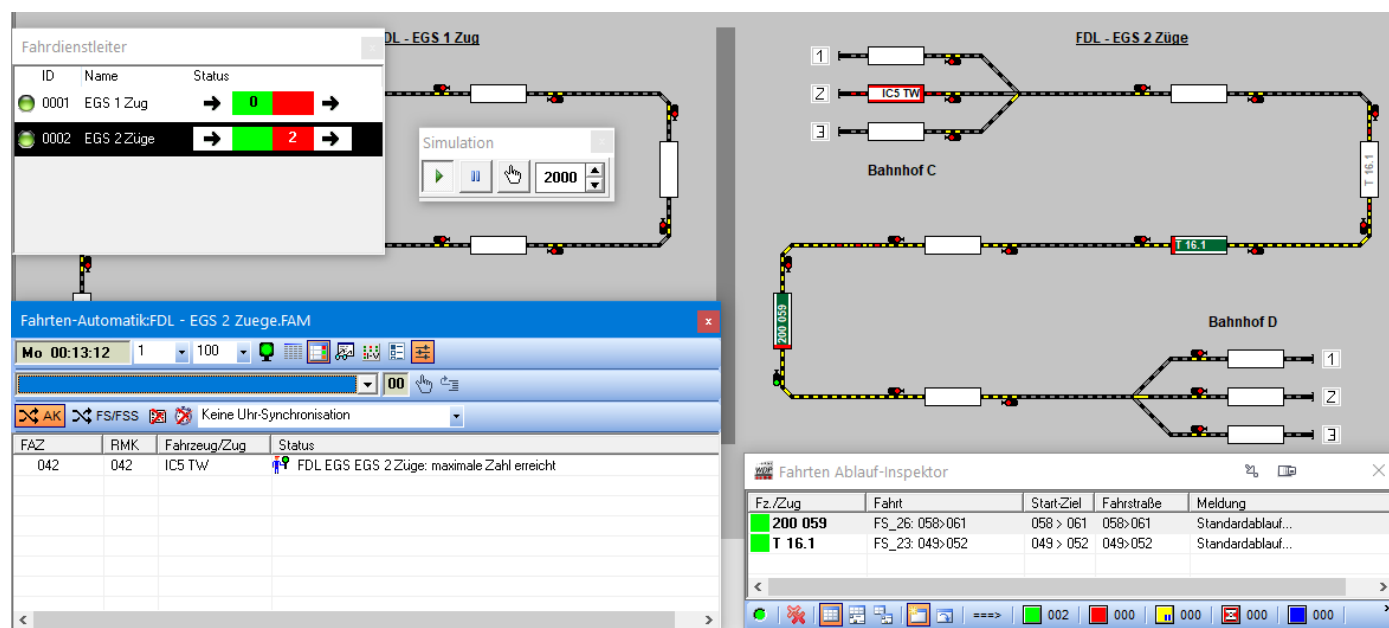 Fahrdienstleiter
x
ID Name Status
0001 EGS 1 Zug 0
0002 EGS 2 Züge 2
DL - EGS 1 Zug
Simulation
2000
FDL - EGS 2 Züge
1
2 IC5 TW
3
Bahnhof C
T 16.1
T 16.1
200 059
Bahnhof D
1
2
3
Fahrten-Automatik:FDL - EGS 2 Zuege.FAM
x
Mo 00:13:12 1 100
00
AK FS/FSS Keine Uhr-Synchronisation
FAZ RMK Fahrzeug/Zug Status
042 042 IC5 TW FDL EGS EGS 2 Züge: maximale Zahl erreicht
Fahrten Ablauf-Inspektor
Fz./Zug Fahrt Start-Ziel Fahrstraße Meldung
200 059 FS_26: 058>061 058 > 061 058>061 Standardablauf...
T 16.1 FS_23: 049>052 049 > 052 049>052 Standardablauf...
===> 002 000 000 000 000